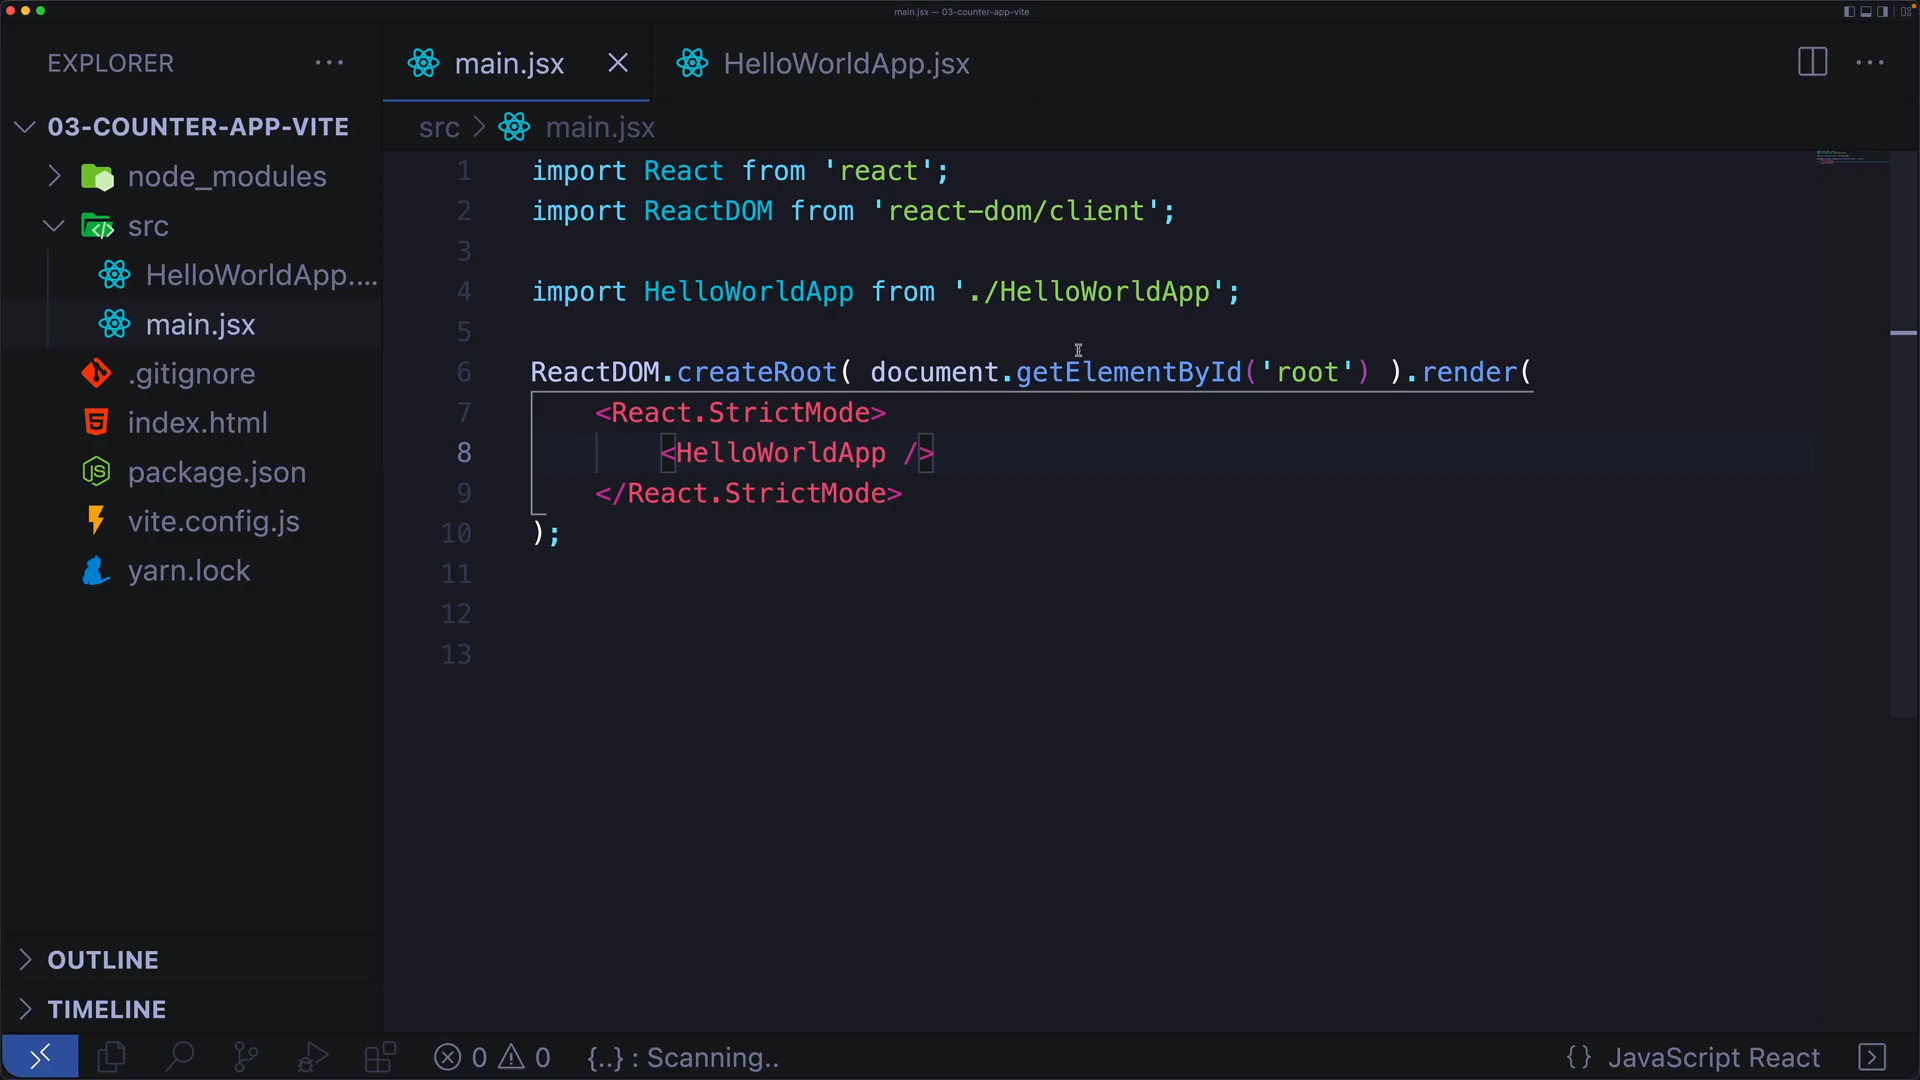 main.jsx — 03-counter-app-vite
EXPLORER
main.jsx
HelloWorldApp.jsx
03-COUNTER-APP-VITE
node_modules
src
HelloWorldApp....
main.jsx
.gitignore
index.html
package.json
vite.config.js
yarn.lock
OUTLINE
TIMELINE
src > main.jsx
1 import React from 'react';
2 import ReactDOM from 'react-dom/client';
3
4 import HelloWorldApp from './HelloWorldApp';
5
6 ReactDOM.createRoot( document.getElementById('root') ).render(
7 <React.StrictMode>
8 <HelloWorldApp />
9 </React.StrictMode>
10 );
11
12
13
0 0 {..} : Scanning..
{} JavaScript React